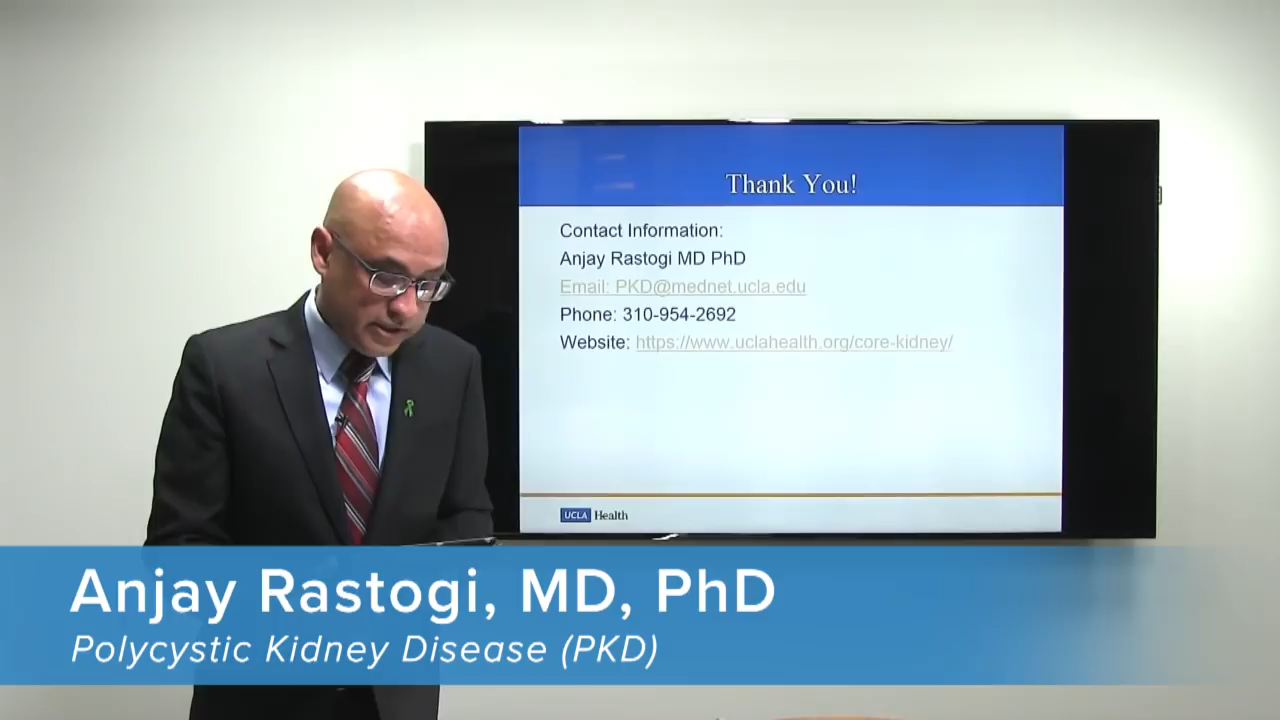 Thank You!
Contact Information:
Anjay Rastogi MD PhD
Email: PKD@mednet.ucla.edu
Phone: 310-954-2692
Website: https://www.uclahealth.org/core-kidney/
UCLA Health
Anjay Rastogi, MD, PhD
Polycystic Kidney Disease (PKD)